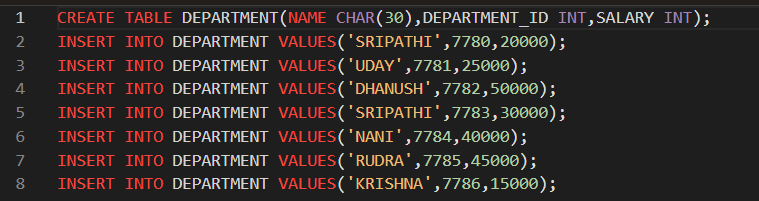 1 CREATE TABLE DEPARTMENT(NAME CHAR(30),DEPARTMENT_ID INT,SALARY INT);
2 INSERT INTO DEPARTMENT VALUES('SRIPATHI',7780,20000);
3 INSERT INTO DEPARTMENT VALUES('UDAY',7781,25000);
4 INSERT INTO DEPARTMENT VALUES('DHANUSH',7782,50000);
5 INSERT INTO DEPARTMENT VALUES('SRIPATHI',7783,30000);
6 INSERT INTO DEPARTMENT VALUES('NANI',7784,40000);
7 INSERT INTO DEPARTMENT VALUES('RUDRA',7785,45000);
8 INSERT INTO DEPARTMENT VALUES('KRISHNA',7786,15000);